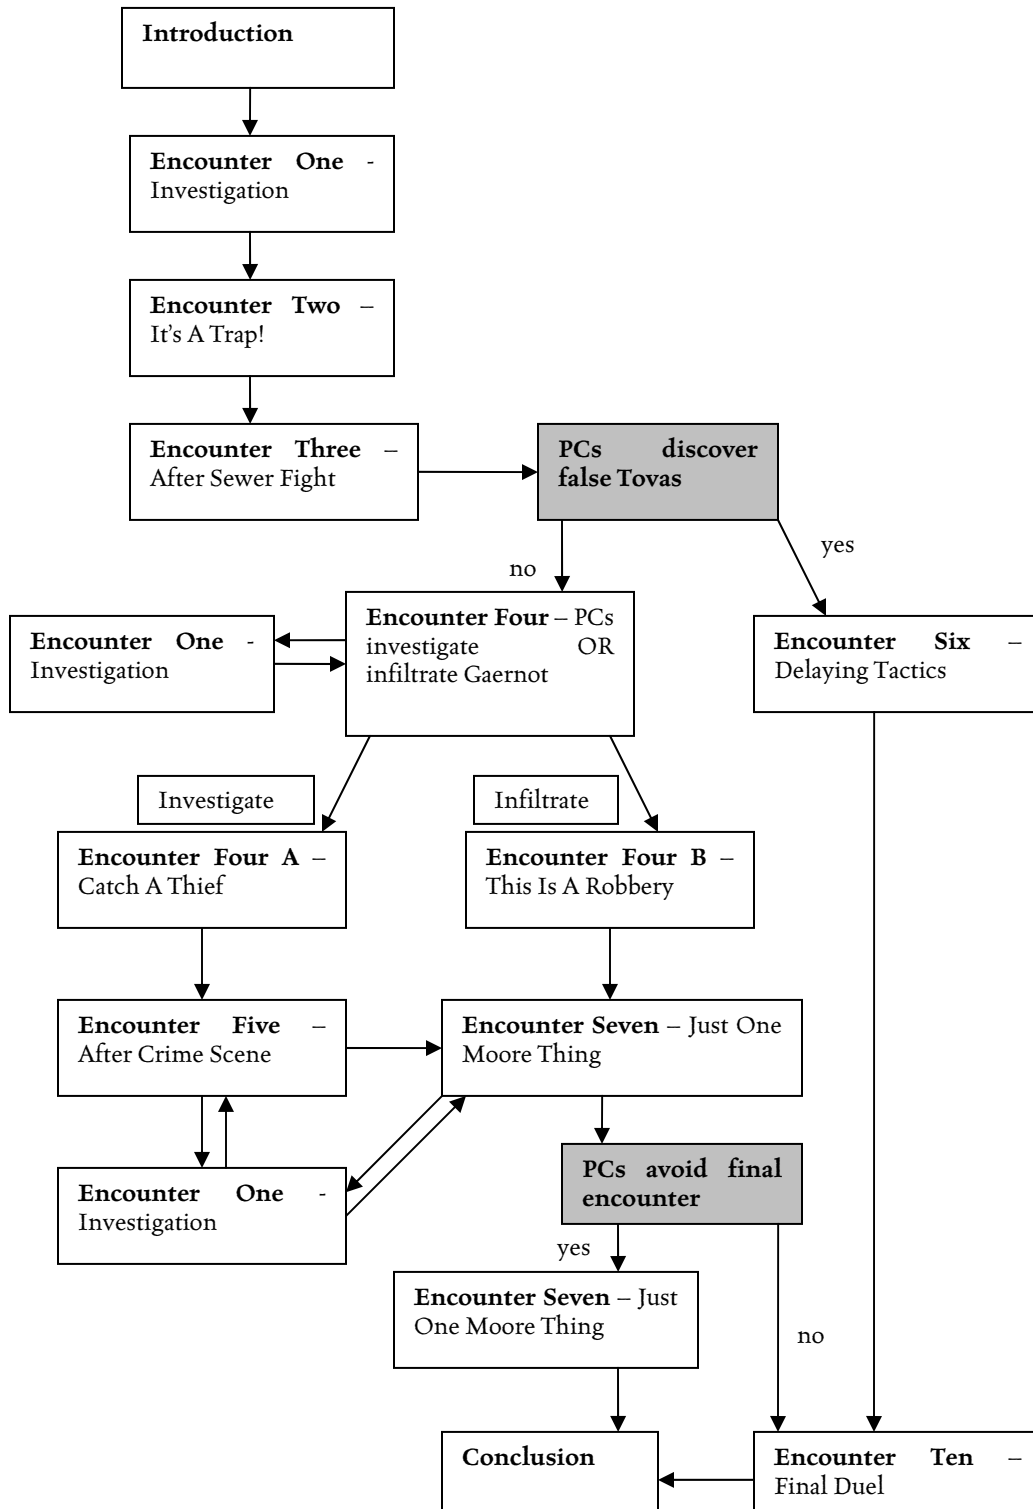 Introduction
Encounter One -
Investigation
Encounter Two –
It's A Trap!
Encounter Three –
After Sewer Fight
PCs discover
false Tovas
yes
no
Encounter One -
Investigation
Encounter Four – PCs
investigate OR
infiltrate Gaernot
Encounter Six –
Delaying Tactics
Investigate
Infiltrate
Encounter Four A –
Catch A Thief
Encounter Four B –
This Is A Robbery
Encounter Five –
After Crime Scene
Encounter Seven – Just One
Moore Thing
Encounter One -
Investigation
PCs avoid final
encounter
yes
no
Encounter Seven – Just
One Moore Thing
Conclusion
Encounter Ten –
Final Duel